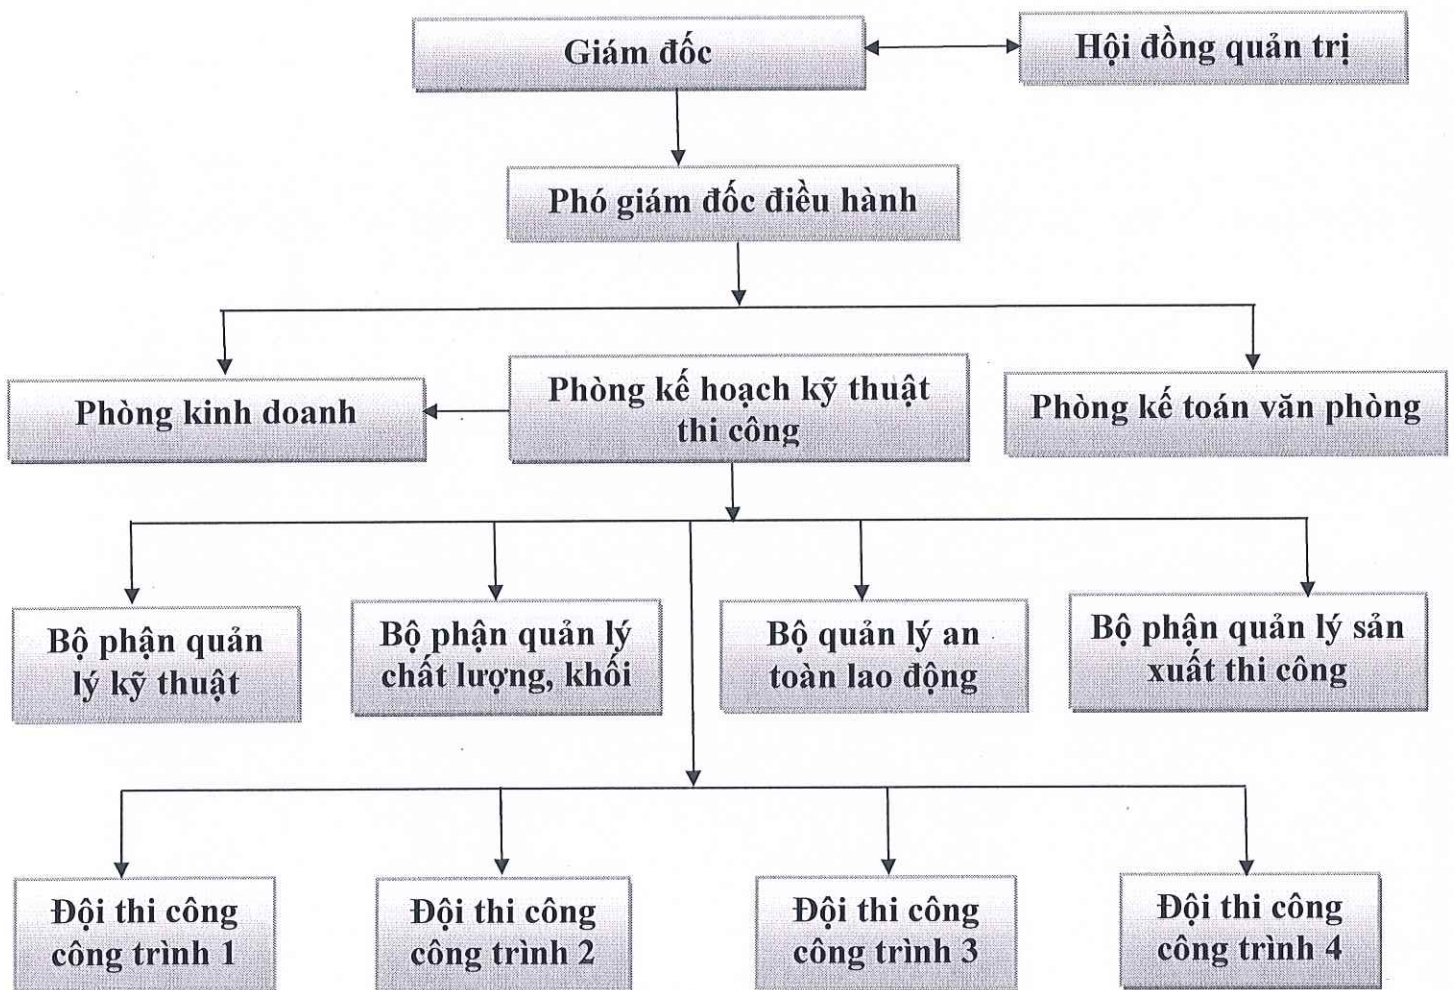 Giám đốc
Hội đồng quản trị
Phó giám đốc điều hành
Phòng kinh doanh
Phòng kế hoạch kỹ thuật
thi công
Phòng kế toán văn phòng
Bộ phận quản
lý kỹ thuật
Bộ phận quản lý
chất lượng, khối
Bộ quản lý an
toàn lao động
Bộ phận quản lý sản
xuất thi công
Đội thi công
công trình 1
Đội thi công
công trình 2
Đội thi công
công trình 3
Đội thi công
công trình 4